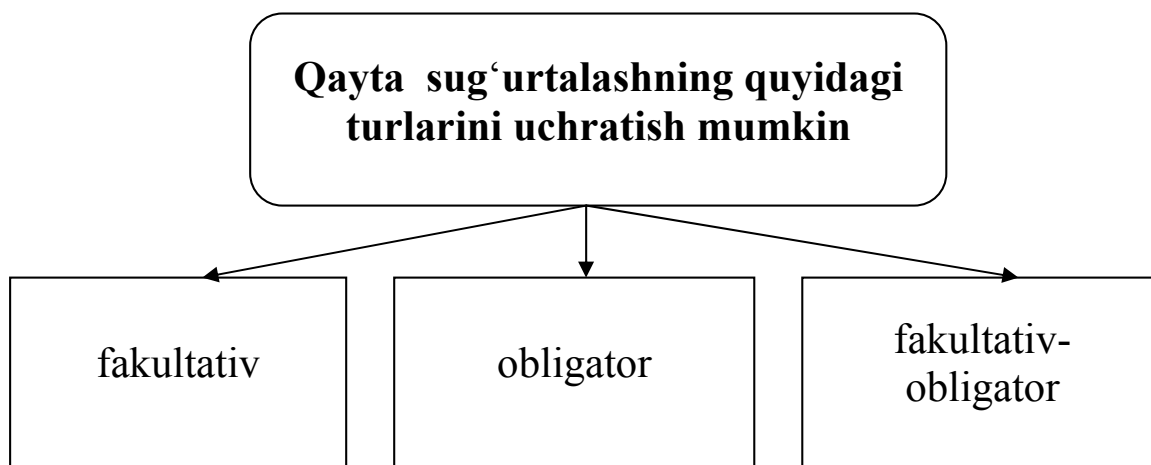 Qayta sug‘urtalashning quyidagi
turlarini uchratish mumkin
fakultativ
obligator
fakultativ-
obligator